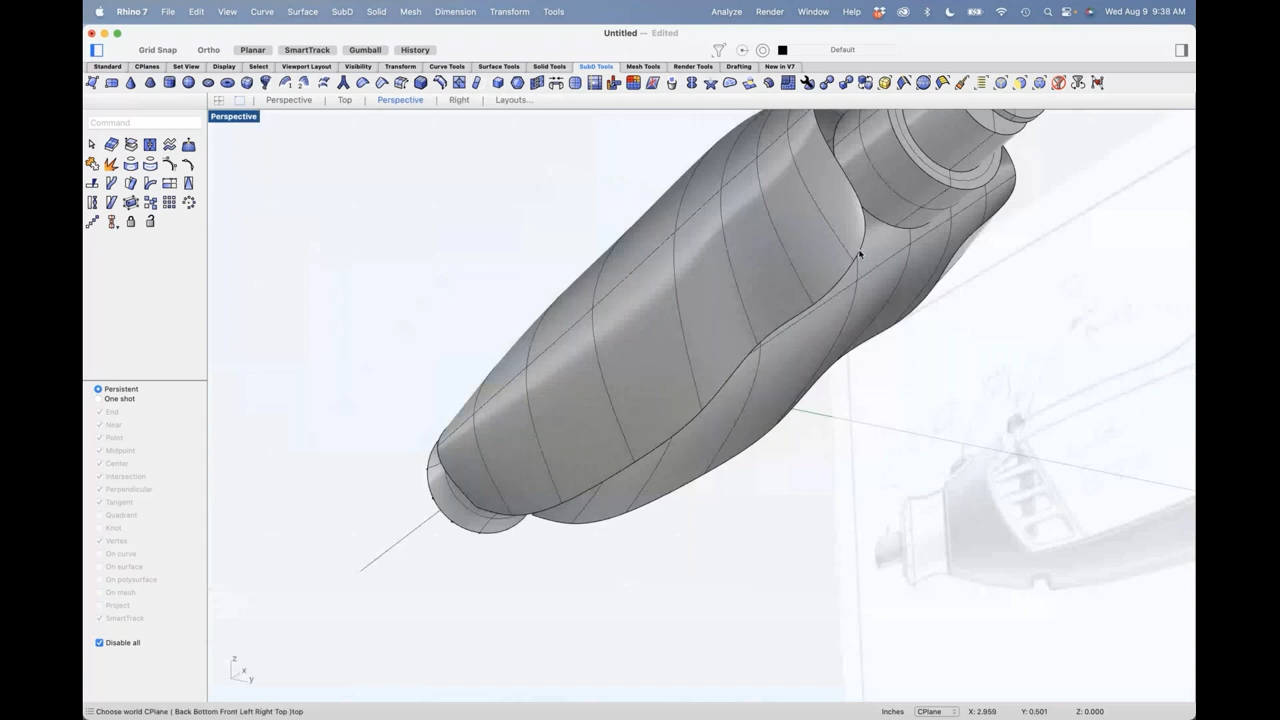 Rhino 7 File Edit View Curve Surface SubD Solid Mesh Dimension Transform Tools Analyze Render Window Help Wed Aug 9 9:38 AM
Untitled — Edited
Grid Snap Ortho Planar SmartTrack Gumball History Default
Standard CPlanes Set View Display Select Viewport Layout Visibility Transform Curve Tools Surface Tools Solid Tools SubD Tools Mesh Tools Render Tools Drafting New in V7
Perspective Top Perspective Right Layouts...
Perspective
Command
Persistent
One shot
End
Near
Point
Midpoint
Center
Intersection
Perpendicular
Tangent
Quadrant
Knot
Vertex
On curve
On surface
On polysurface
On mesh
Project
SmartTrack
Disable all
z
x
y
Choose world CPlane ( Back Bottom Front Left Right Top )top Inches CPlane X: 2.959 Y: 0.501 Z: 0.000